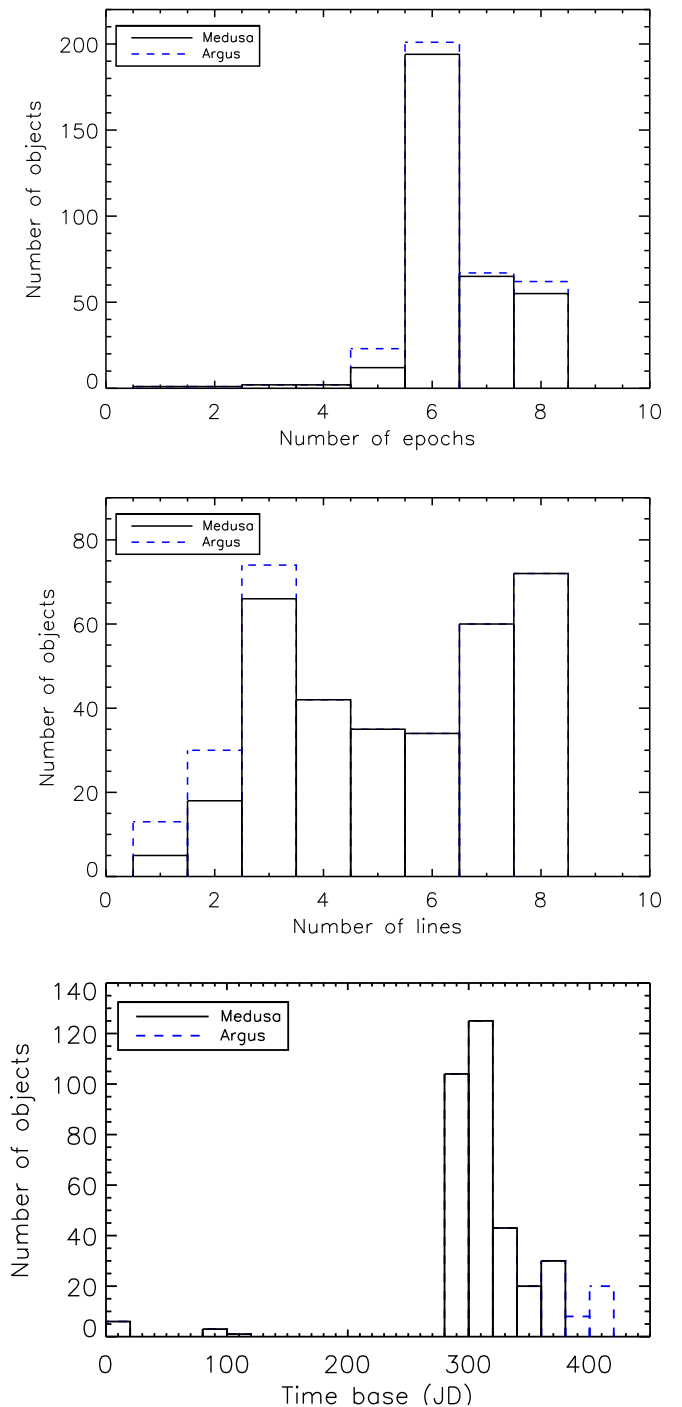 Medusa
Argus
200
150
100
50
0
Number of objects
0 2 4 6 8 10
Number of epochs
Medusa
Argus
80
60
40
20
0
Number of objects
0 2 4 6 8 10
Number of lines
140
Medusa
Argus
120
100
80
60
40
20
0
Number of objects
0 100 200 300 400
Time base (JD)